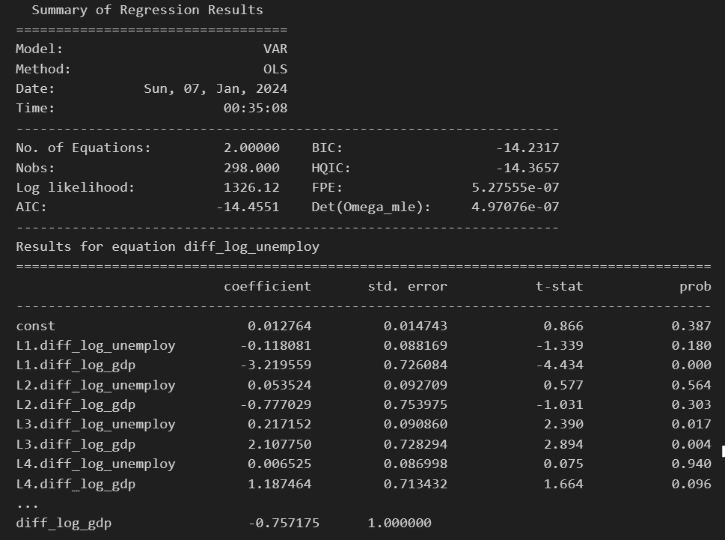 Summary of Regression Results
==================================
Model: VAR
Method: OLS
Date: Sun, 07, Jan, 2024
Time: 00:35:08
--------------------------------------------------------------------
No. of Equations: 2.00000 BIC: -14.2317
Nobs: 298.000 HQIC: -14.3657
Log likelihood: 1326.12 FPE: 5.27555e-07
AIC: -14.4551 Det(Omega_mle): 4.97076e-07
--------------------------------------------------------------------
Results for equation diff_log_unemploy
======================================================================================
coefficient std. error t-stat prob
--------------------------------------------------------------------------------------
const 0.012764 0.014743 0.866 0.387
L1.diff_log_unemploy -0.118081 0.088169 -1.339 0.180
L1.diff_log_gdp -3.219559 0.726084 -4.434 0.000
L2.diff_log_unemploy 0.053524 0.092709 0.577 0.564
L2.diff_log_gdp -0.777029 0.753975 -1.031 0.303
L3.diff_log_unemploy 0.217152 0.090860 2.390 0.017
L3.diff_log_gdp 2.107750 0.728294 2.894 0.004
L4.diff_log_unemploy 0.006525 0.086998 0.075 0.940
L4.diff_log_gdp 1.187464 0.713432 1.664 0.096
...
diff_log_gdp -0.757175 1.000000